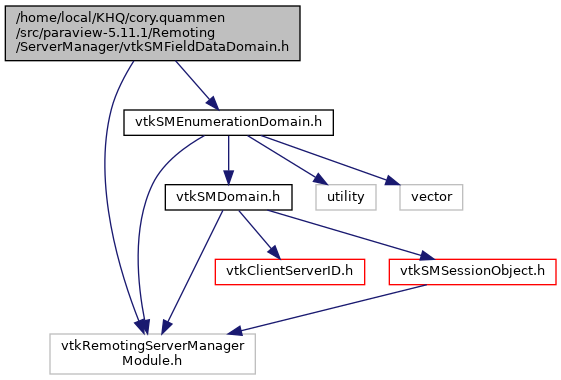 /home/local/KHQ/cory.quammen
/src/paraview-5.11.1/Remoting
/ServerManager/vtkSMFieldDataDomain.h
vtkSMEnumerationDomain.h
vtkSMDomain.h
utility
vector
vtkClientServerID.h
vtkSMSessionObject.h
vtkRemotingServerManager
Module.h